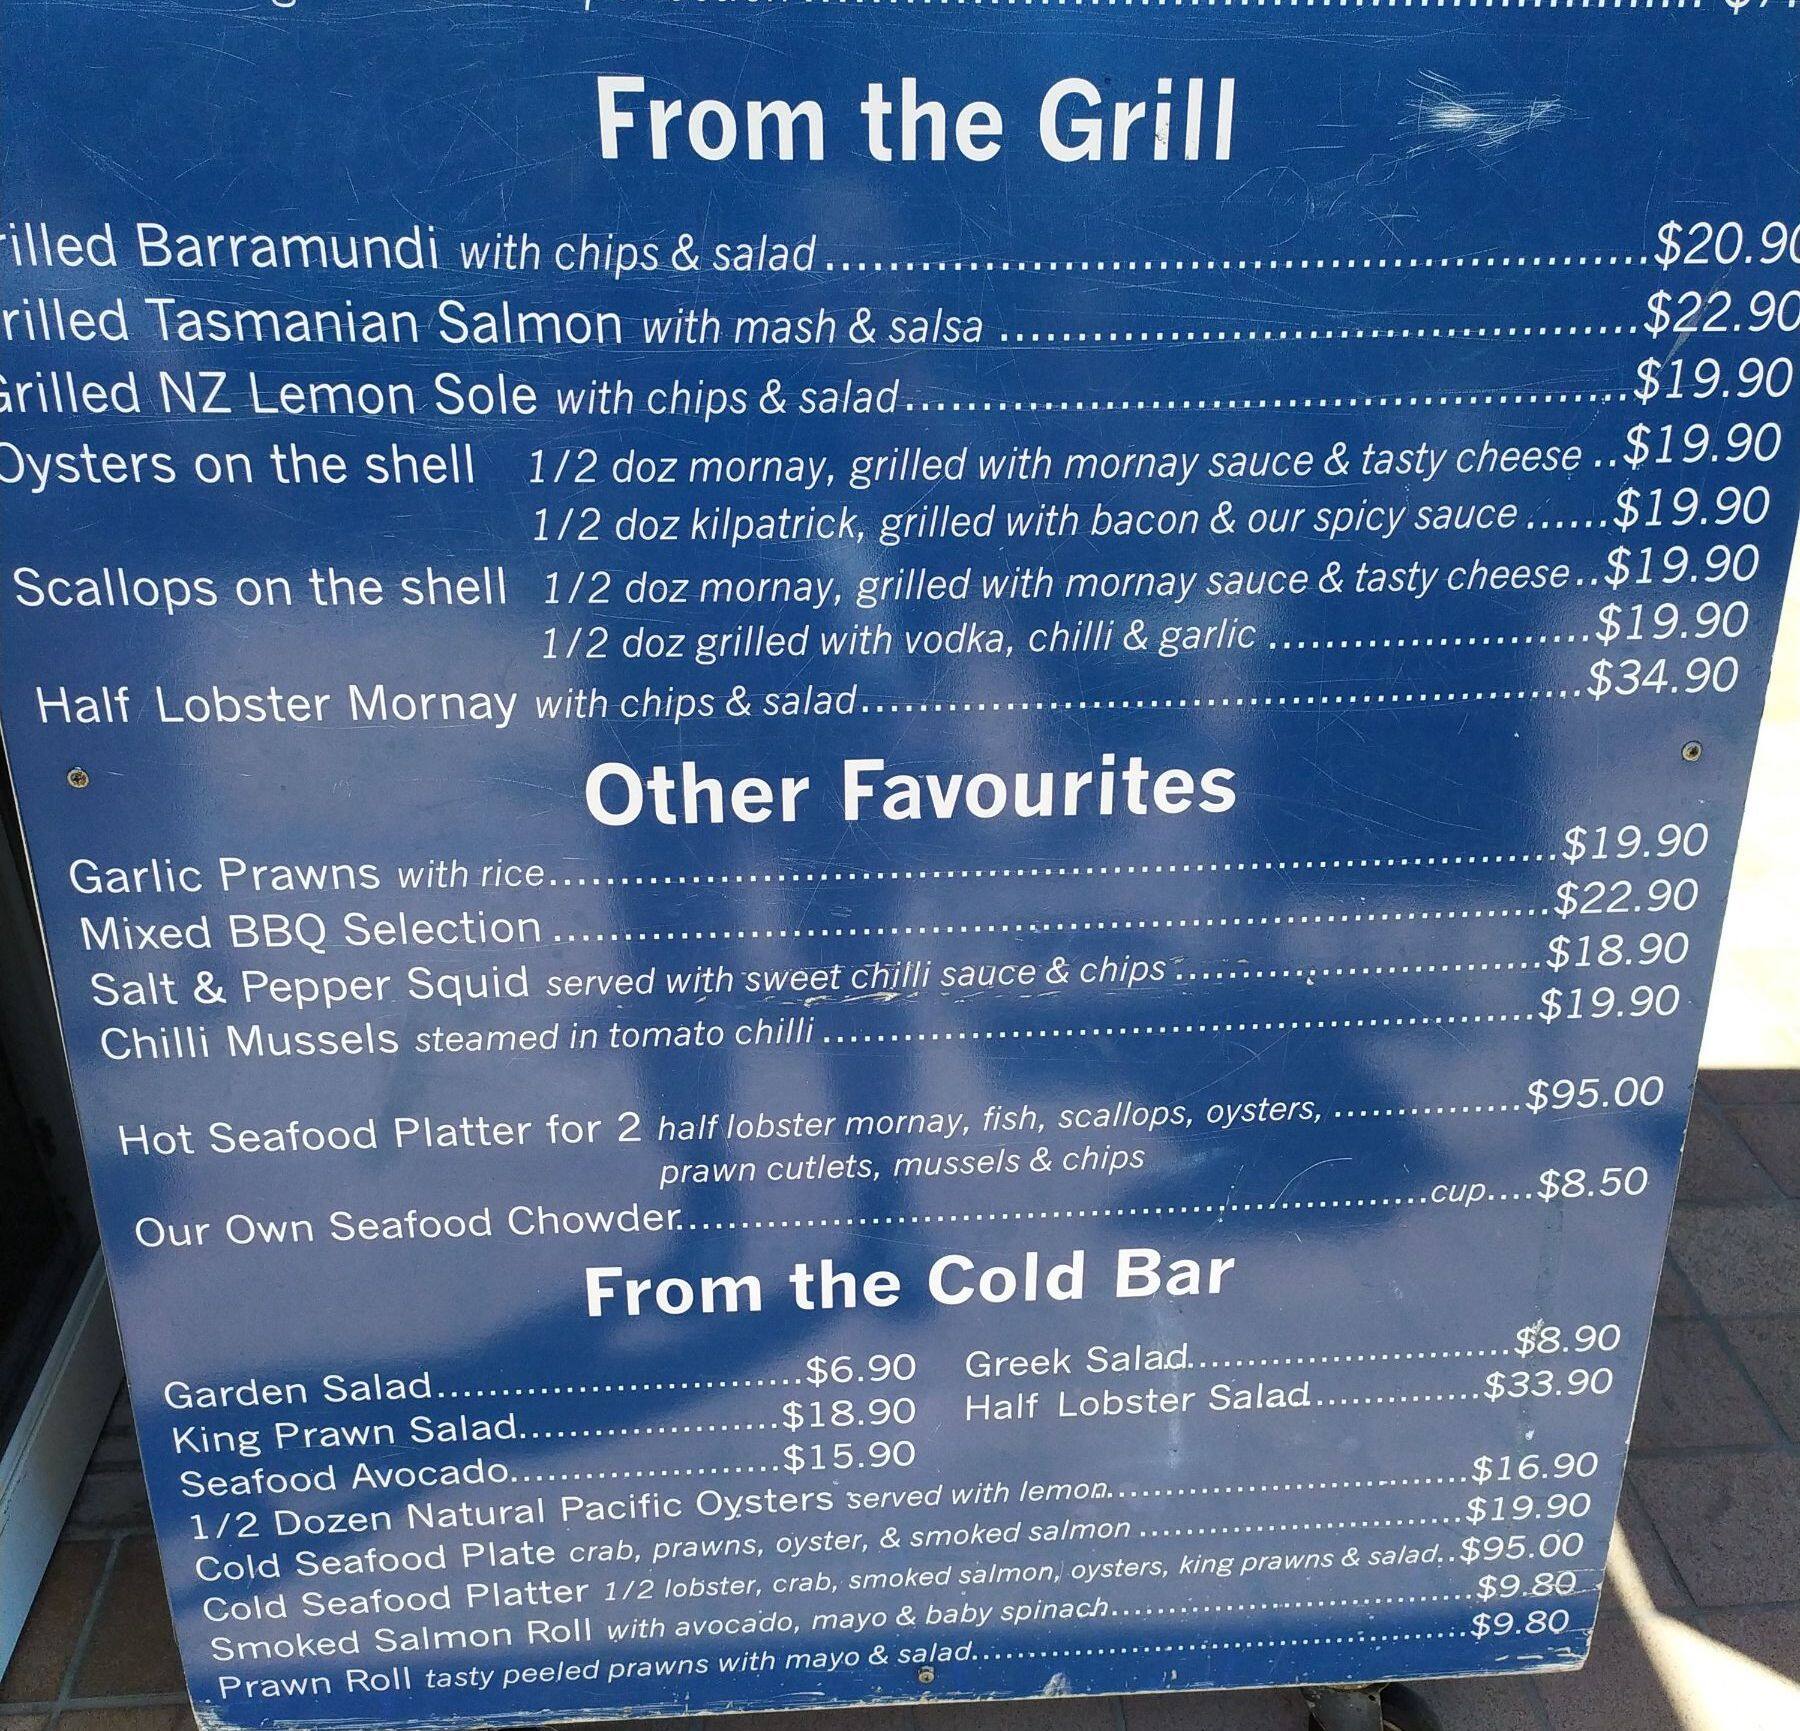 From the Grill
rilled Barramundi with chips & salad .......... $20.90
rilled Tasmanian Salmon with mash & salsa .......... $22.90
Grilled NZ Lemon Sole with chips & salad .......... $19.90
Oysters on the shell 1/2 doz mornay, grilled with mornay sauce & tasty cheese .. $19.90
1/2 doz kilpatrick, grilled with bacon & our spicy sauce ...... $19.90
Scallops on the shell 1/2 doz mornay, grilled with mornay sauce & tasty cheese .. $19.90
1/2 doz grilled with vodka, chilli & garlic .......... $19.90
Half Lobster Mornay with chips & salad .......... $34.90
Other Favourites
Garlic Prawns with rice .......... $19.90
Mixed BBQ Selection .......... $22.90
Salt & Pepper Squid served with sweet chilli sauce & chips .......... $18.90
Chilli Mussels steamed in tomato chilli .......... $19.90
Hot Seafood Platter for 2 half lobster mornay, fish, scallops, oysters, .......... $95.00
prawn cutlets, mussels & chips
Our Own Seafood Chowder .......... cup .... $8.50
From the Cold Bar
Garden Salad .......... $6.90 Greek Salad .......... $8.90
King Prawn Salad .......... $18.90 Half Lobster Salad .......... $33.90
Seafood Avocado .......... $15.90
1/2 Dozen Natural Pacific Oysters served with lemon .......... $16.90
Cold Seafood Plate crab, prawns, oyster, & smoked salmon .......... $19.90
Cold Seafood Platter 1/2 lobster, crab, smoked salmon, oysters, king prawns & salad .. $95.00
Smoked Salmon Roll with avocado, mayo & baby spinach .......... $9.80
Prawn Roll tasty peeled prawns with mayo & salad .......... $9.80